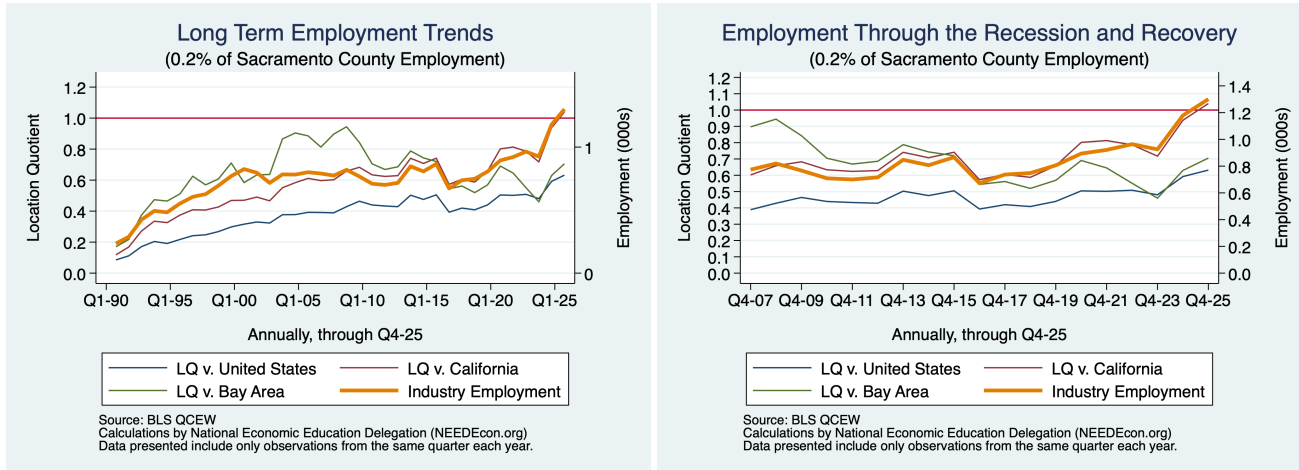 Long Term Employment Trends
(0.2% of Sacramento County Employment)
Location Quotient
1.2
1.0
0.8
0.6
0.4
0.2
0.0
1
0
Employment (000s)
Q1-90 Q1-95 Q1-00 Q1-05 Q1-10 Q1-15 Q1-20 Q1-25
Annually, through Q4-25
LQ v. United States LQ v. California
LQ v. Bay Area Industry Employment
Source: BLS QCEW
Calculations by National Economic Education Delegation (NEEDEcon.org)
Data presented include only observations from the same quarter each year.
Employment Through the Recession and Recovery
(0.2% of Sacramento County Employment)
Location Quotient
1.2
1.1
1.0
0.9
0.8
0.7
0.6
0.5
0.4
0.3
0.2
0.1
0.0
1.4
1.2
1.0
0.8
0.6
0.4
0.2
0.0
Employment (000s)
Q4-07 Q4-09 Q4-11 Q4-13 Q4-15 Q4-17 Q4-19 Q4-21 Q4-23 Q4-25
Annually, through Q4-25
LQ v. United States LQ v. California
LQ v. Bay Area Industry Employment
Source: BLS QCEW
Calculations by National Economic Education Delegation (NEEDEcon.org)
Data presented include only observations from the same quarter each year.